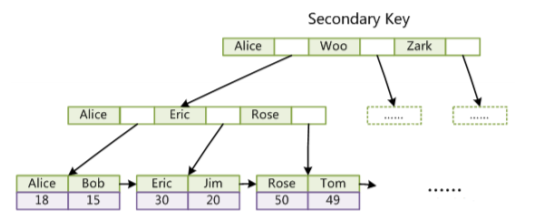 Secondary Key
Alice Woo Zark
Alice Eric Rose ...... ......
Alice Bob Eric Jim Rose Tom ......
18 15 30 20 50 49